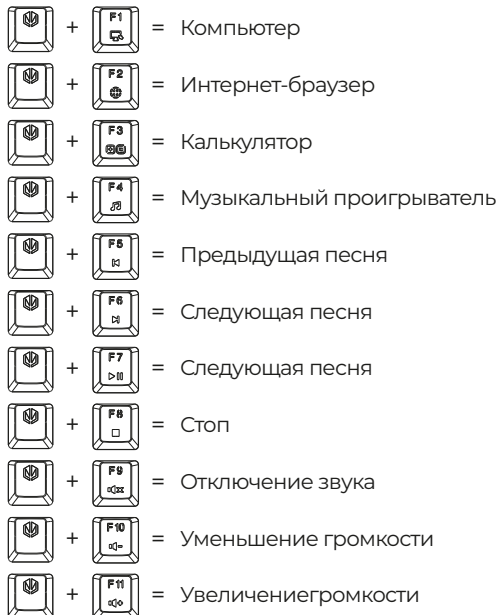 + F1 = Компьютер
+ F2 = Интернет-браузер
+ F3 = Калькулятор
+ F4 = Музыкальный проигрыватель
+ F5 = Предыдущая песня
+ F6 = Следующая песня
+ F7 = Следующая песня
+ F8 = Стоп
+ F9 = Отключение звука
+ F10 = Уменьшение громкости
+ F11 = Увеличениегромкости